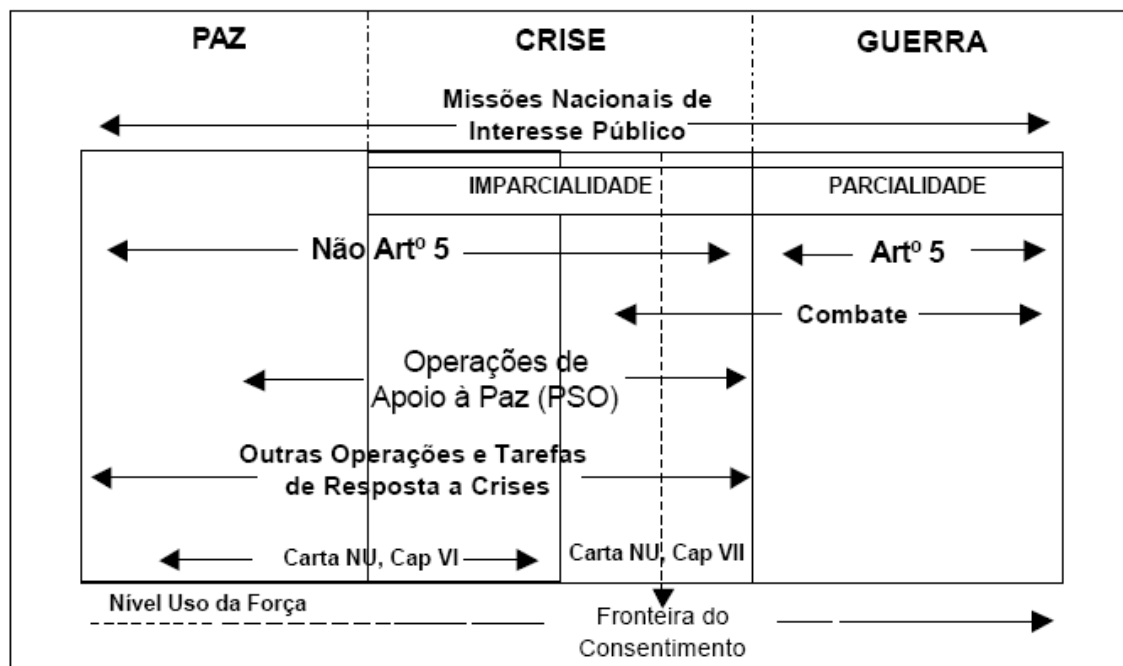 PAZ
CRISE
GUERRA
Missões Nacionais de
Interesse Público
IMPARCIALIDADE
PARCIALIDADE
Não Artº 5
Artº 5
Combate
Operações de
Apoio à Paz (PSO)
Outras Operações e Tarefas
de Resposta a Crises
Carta NU, Cap VI
Carta NU, Cap VII
Nível Uso da Força
Fronteira do
Consentimento